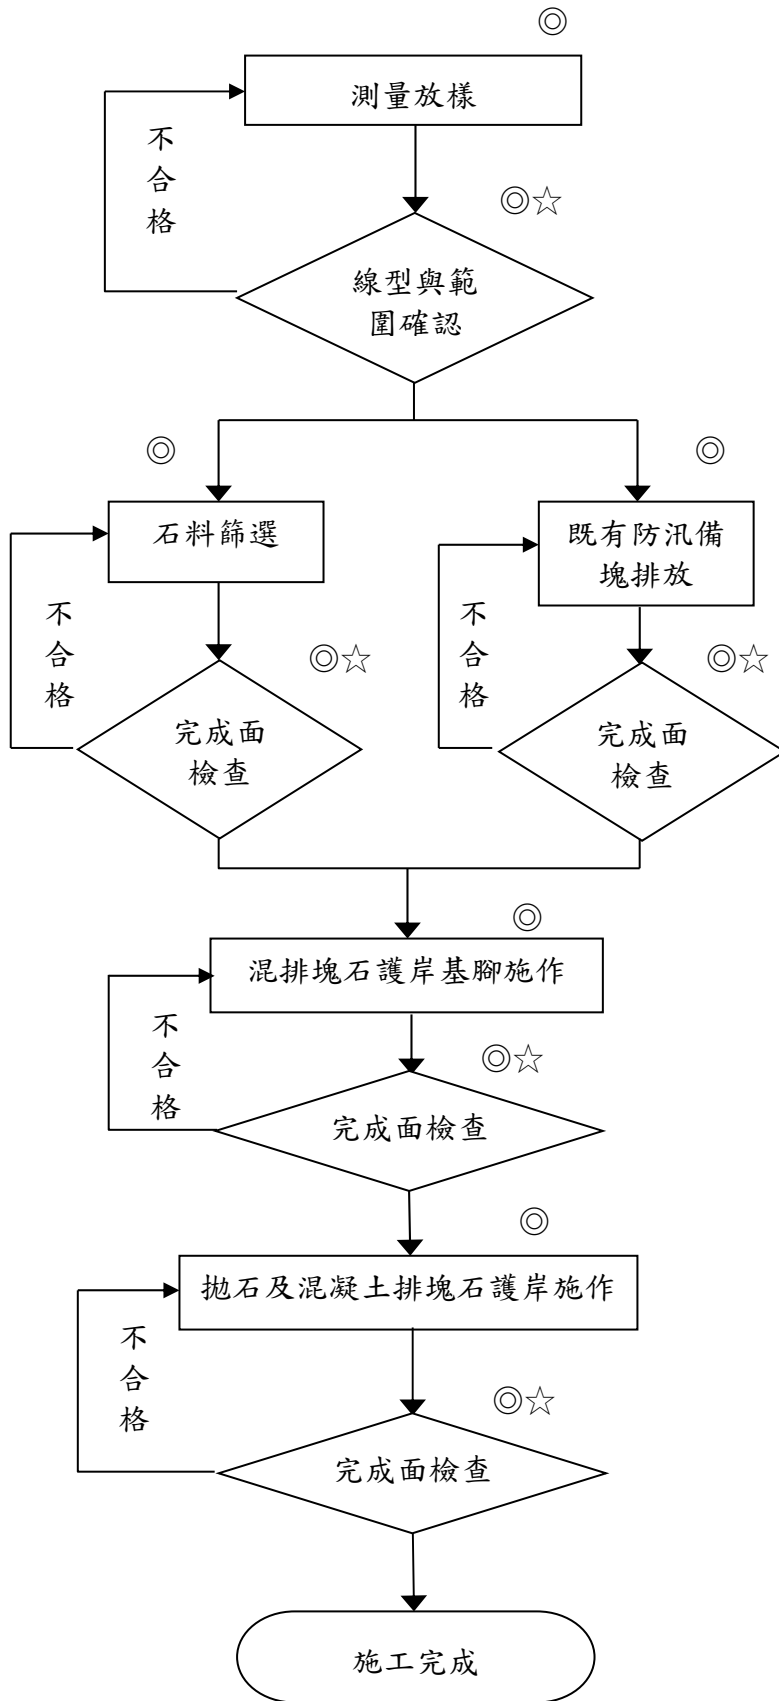 ◎
測量放樣
不
合
格
◎☆
線型與範
圍確認
◎
◎
石料篩選
既有防汛備
塊排放
不
合
格
不
合
格
◎☆
◎☆
完成面
檢查
完成面
檢查
◎
混排塊石護岸基腳施作
不
合
格
◎☆
完成面檢查
◎
拋石及混凝土排塊石護岸施作
不
合
格
◎☆
完成面檢查
施工完成